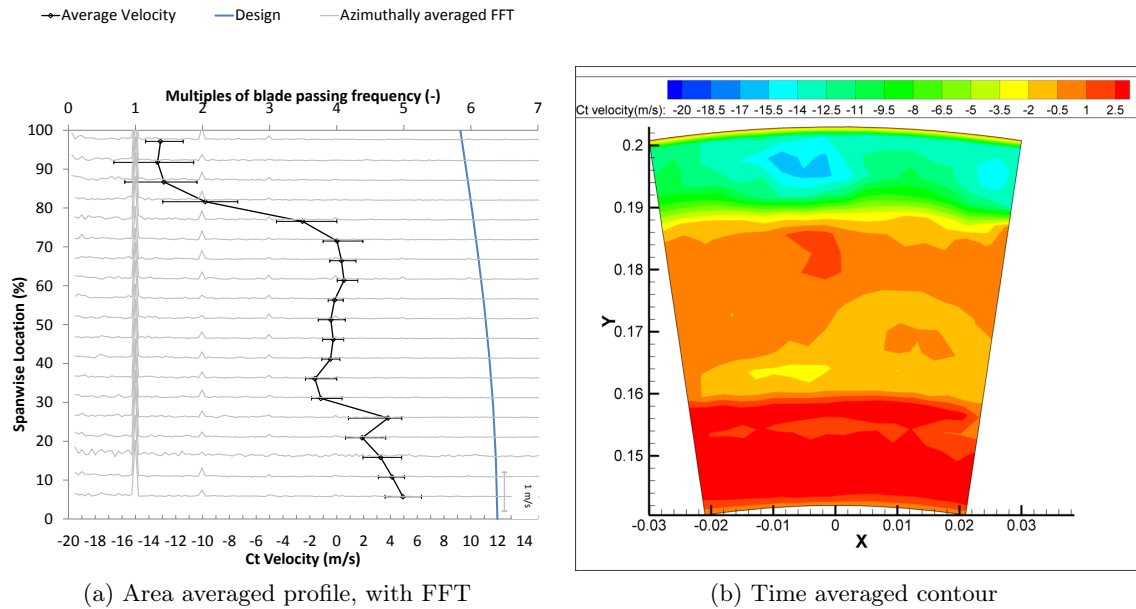 Average Velocity Design Azimuthally averaged FFT
Multiples of blade passing frequency (-)
0 1 2 3 4 5 6 7
100
90
80
70
60
50
40
30
20
10
0
Spanwise Location (%)
1 m/s
-20 -18 -16 -14 -12 -10 -8 -6 -4 -2 0 2 4 6 8 10 12 14
Ct Velocity (m/s)
(a) Area averaged profile, with FFT
Ct velocity(m/s): -20 -18.5 -17 -15.5 -14 -12.5 -11 -9.5 -8 -6.5 -5 -3.5 -2 -0.5 1 2.5
0.2
0.19
0.18
0.17
0.16
0.15
Y
-0.03 -0.02 -0.01 0 0.01 0.02 0.03
X
(b) Time averaged contour